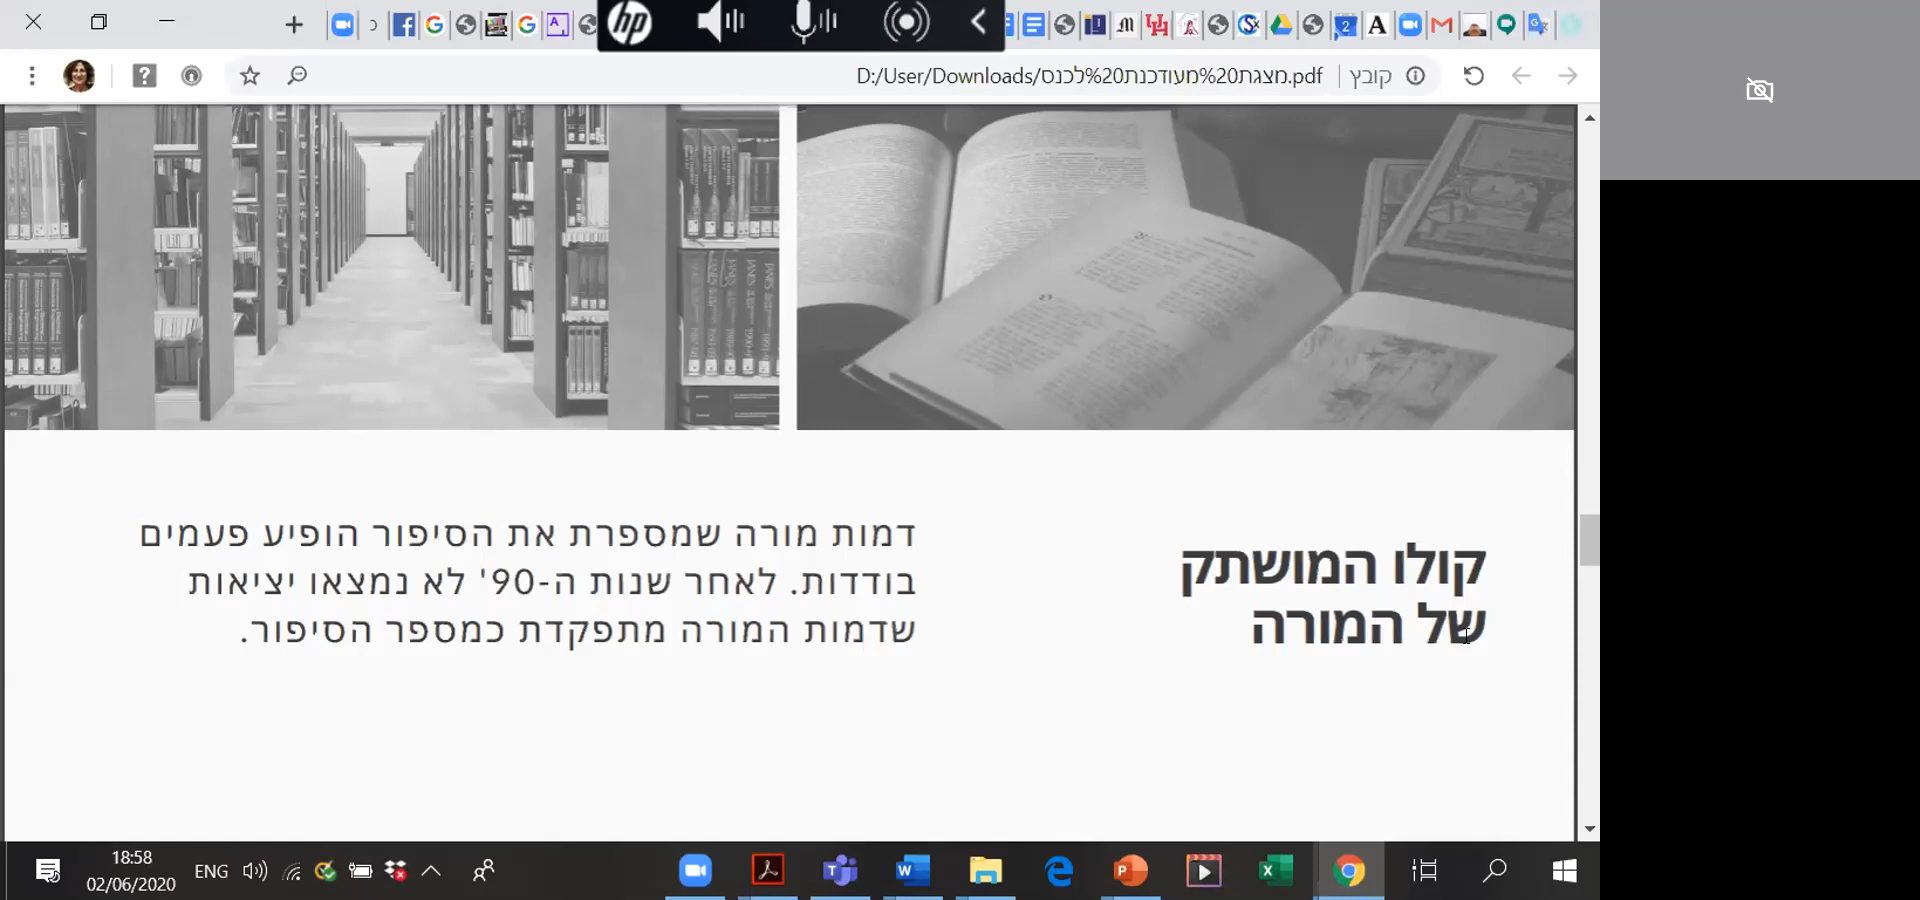 D:/User/Downloads/מצגת%20מעודכנת%20לכנס.pdf
קובץ
קולו המושתק
של המורה
דמות מורה שמספרת את הסיפור הופיע פעמים
בודדות. לאחר שנות ה-90' לא נמצאו יציאות
שדמות המורה מתפקדת כמספר הסיפור.
18:58
02/06/2020
ENG